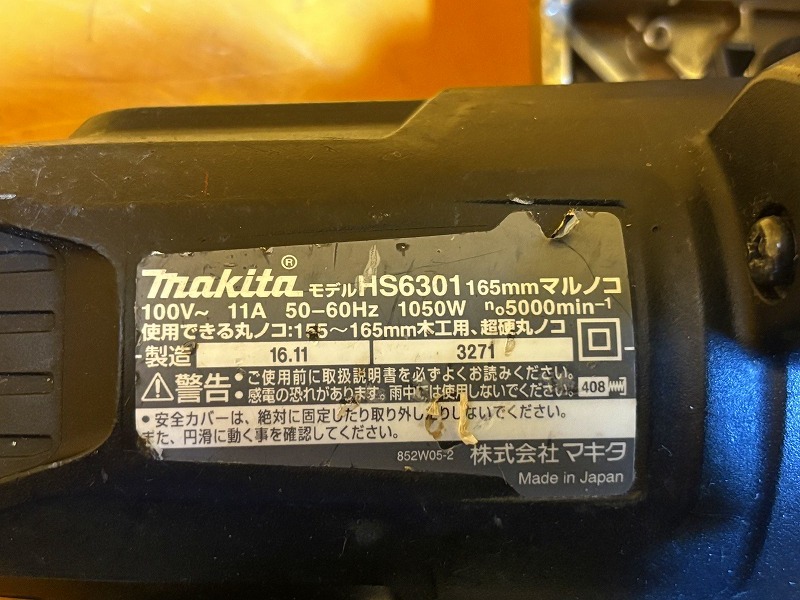 makita® モデルHS6301 165mmマルノコ
100V～ 11A 50-60Hz 1050W n₀5000min⁻¹
使用できる丸ノコ:155～165mm木工用、超硬丸ノコ
製造 16.11 3271
警告 • ご使用前に取扱説明書を必ずよくお読みください。
• 感電の恐れがあります。雨中では使用しないでください。 408
• 安全カバーは、絶対に固定したり取り外したりしないでください。
また、円滑に動く事を確認してください。
852W05-2 株式会社マキタ
Made in Japan